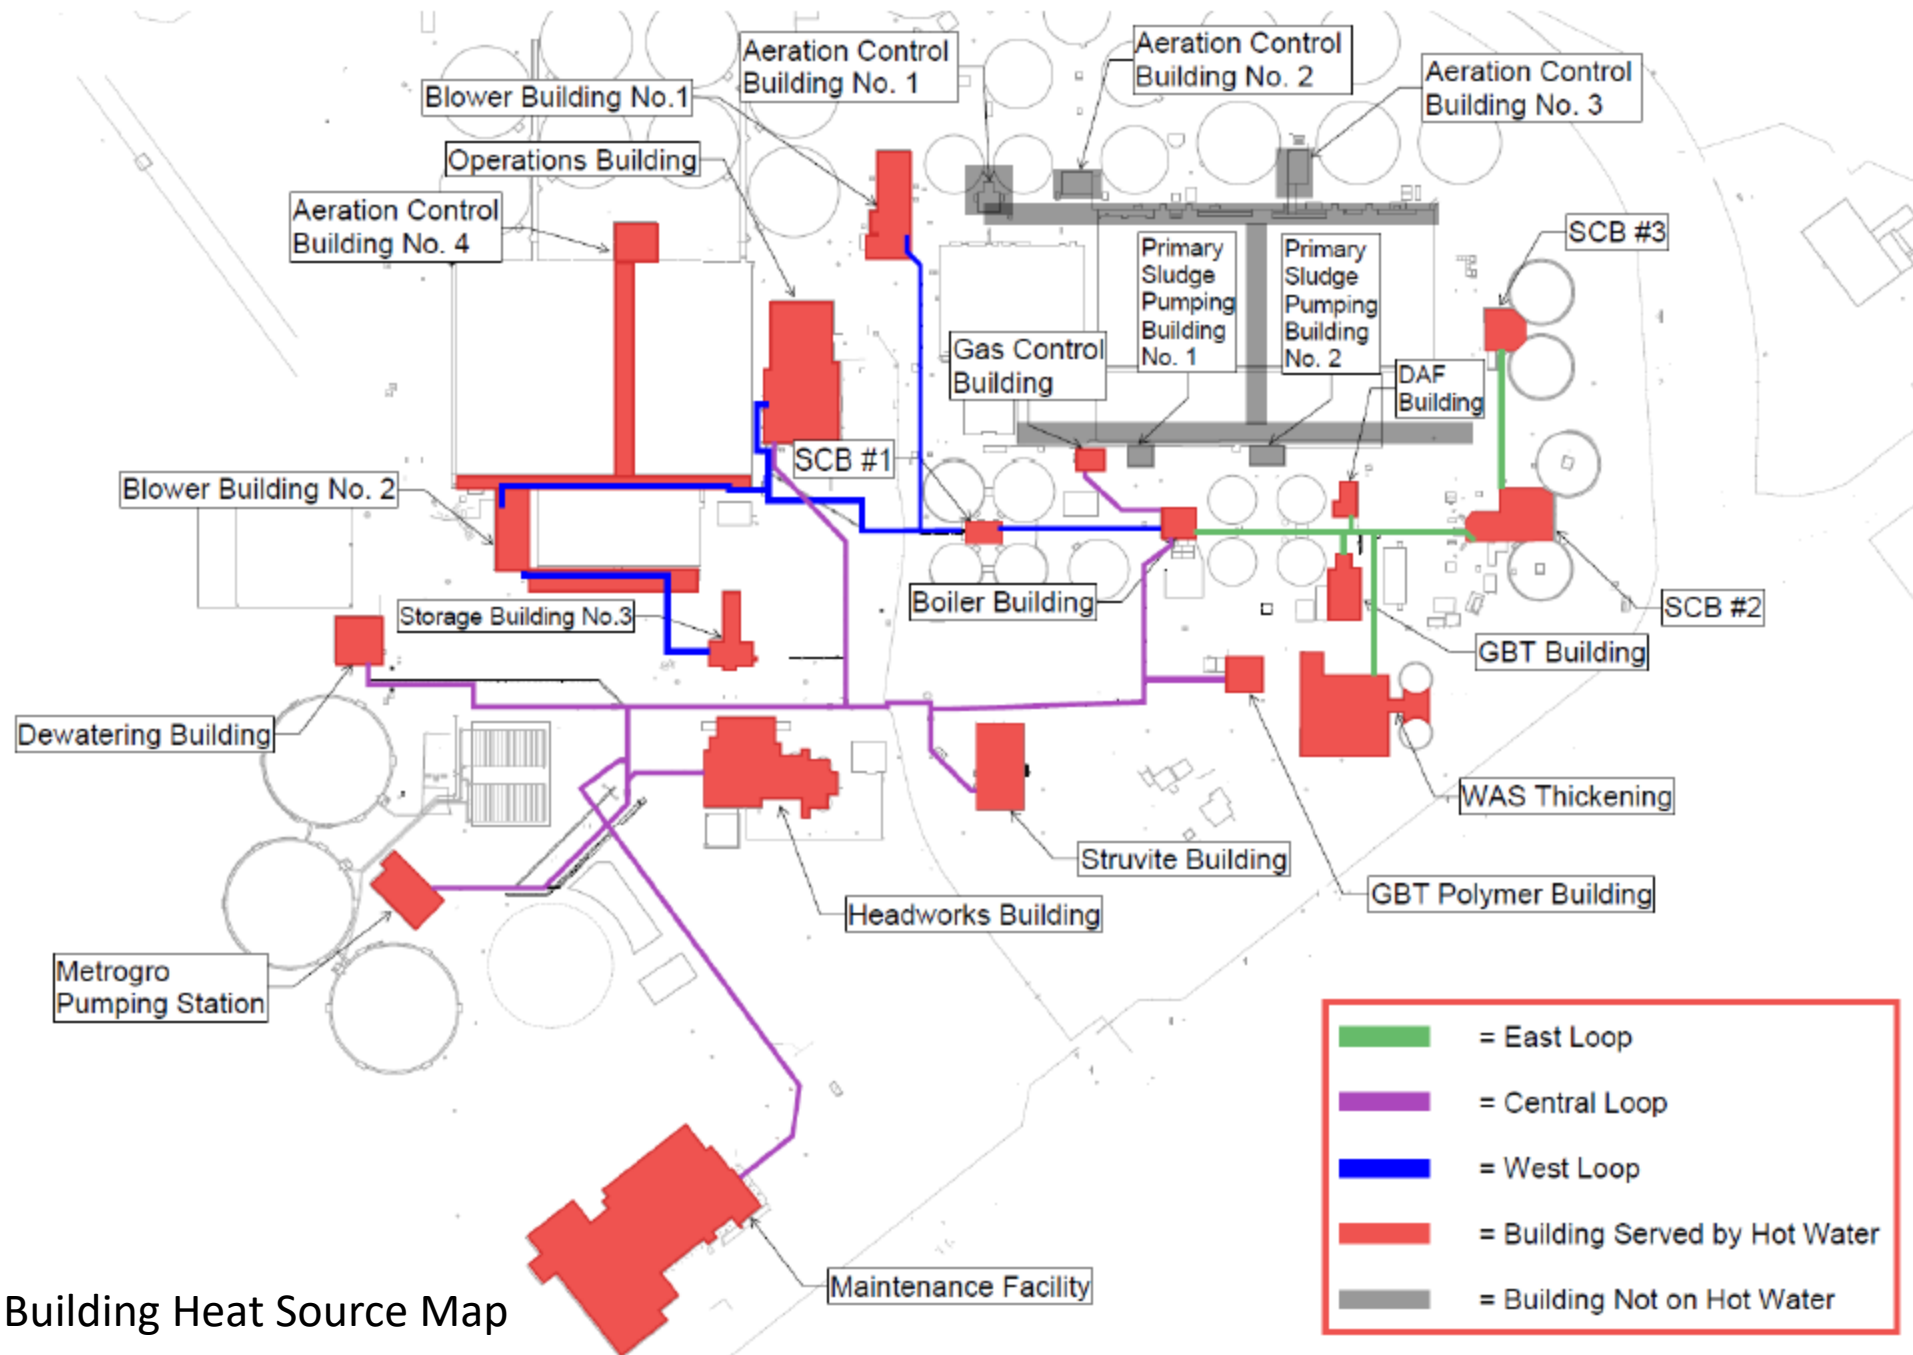 Aeration Control
Building No. 1
Aeration Control
Building No. 2
Aeration Control
Building No. 3
Blower Building No.1
Operations Building
Aeration Control
Building No. 4
SCB #3
Primary
Sludge
Pumping
Building
No. 1
Primary
Sludge
Pumping
Building
No. 2
Gas Control
Building
DAF
Building
SCB #1
Blower Building No. 2
Boiler Building
Storage Building No.3
SCB #2
GBT Building
Dewatering Building
WAS Thickening
Struvite Building
GBT Polymer Building
Headworks Building
Metrogro
Pumping Station
Maintenance Facility
= East Loop
= Central Loop
= West Loop
= Building Served by Hot Water
= Building Not on Hot Water
Building Heat Source Map